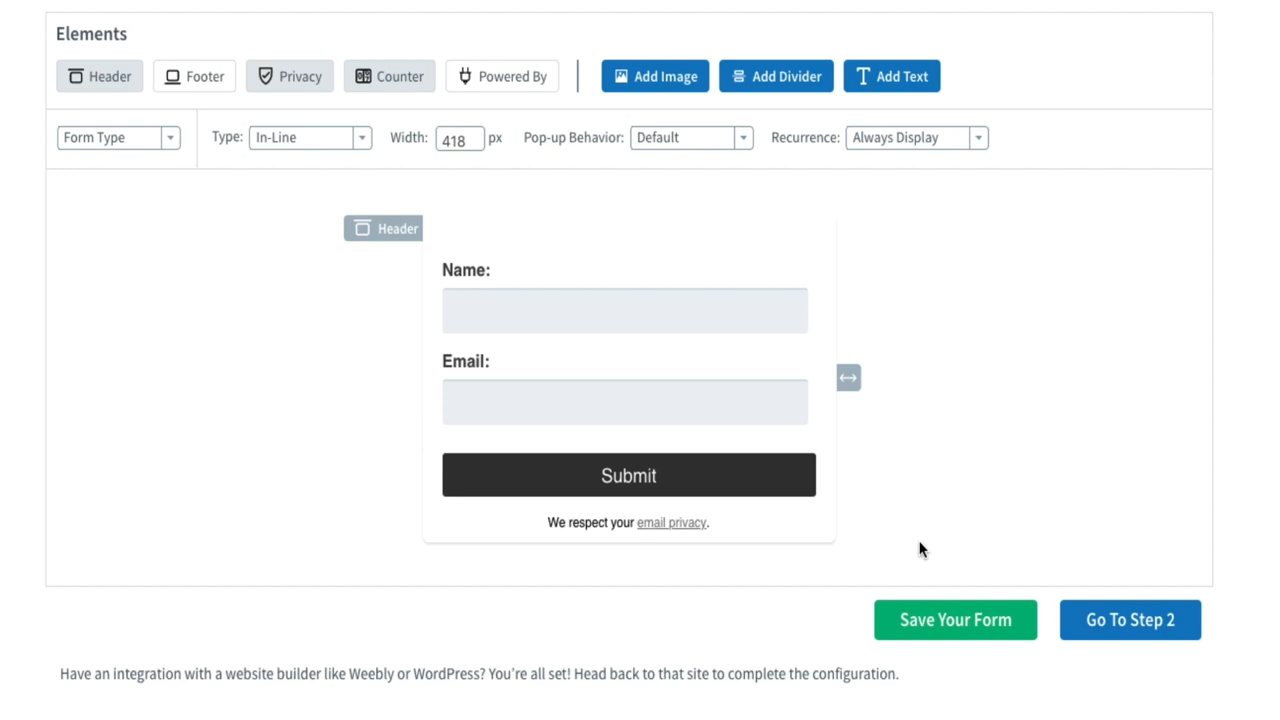 Elements
Header Footer Privacy Counter Powered By Add Image Add Divider Add Text
Form Type Type: In-Line Width: 418 px Pop-up Behavior: Default Recurrence: Always Display
Header
Name:
Email:
Submit
We respect your email privacy.
Save Your Form Go To Step 2
Have an integration with a website builder like Weebly or WordPress? You're all set! Head back to that site to complete the configuration.